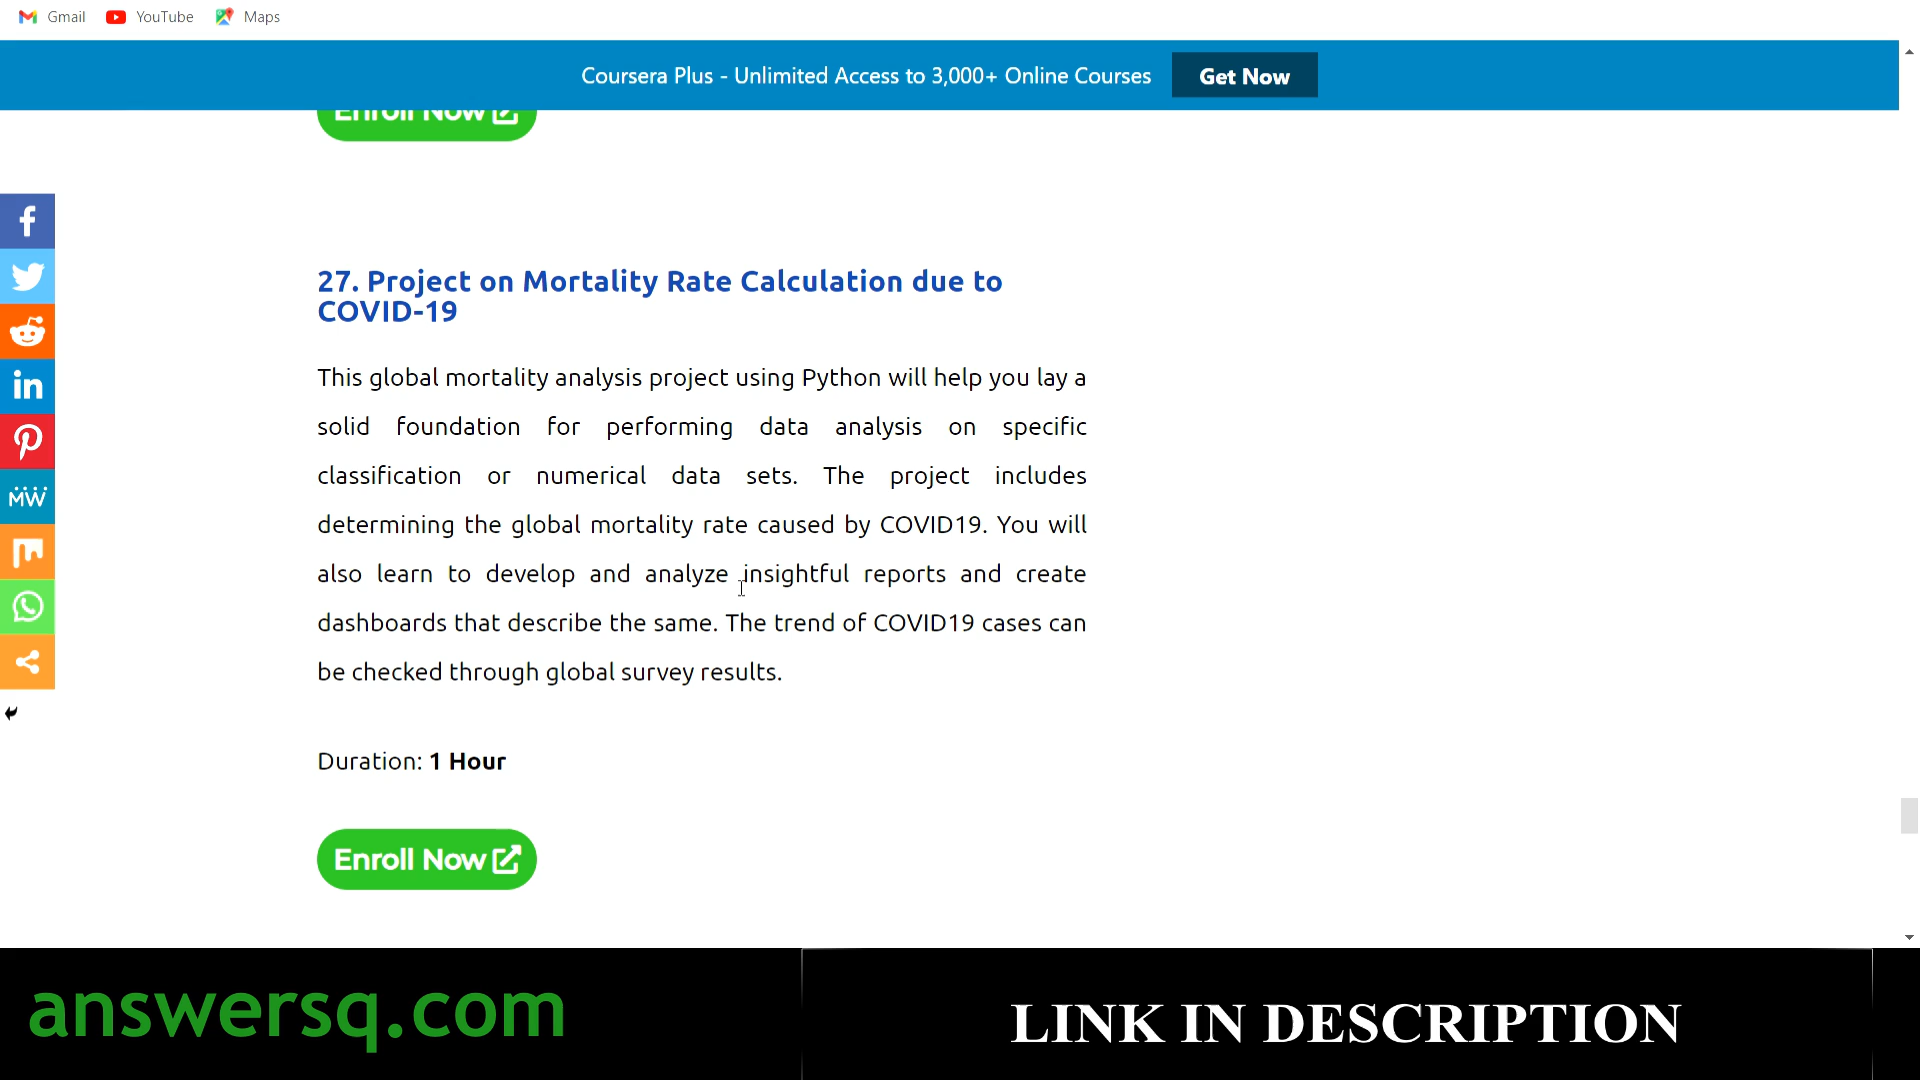 Gmail YouTube Maps
Coursera Plus - Unlimited Access to 3,000+ Online Courses Get Now
Enroll Now
27. Project on Mortality Rate Calculation due to
COVID-19
This global mortality analysis project using Python will help you lay a
solid foundation for performing data analysis on specific
classification or numerical data sets. The project includes
determining the global mortality rate caused by COVID19. You will
also learn to develop and analyze insightful reports and create
dashboards that describe the same. The trend of COVID19 cases can
be checked through global survey results.
Duration: 1 Hour
Enroll Now
f
in
MW
answersq.com
LINK IN DESCRIPTION